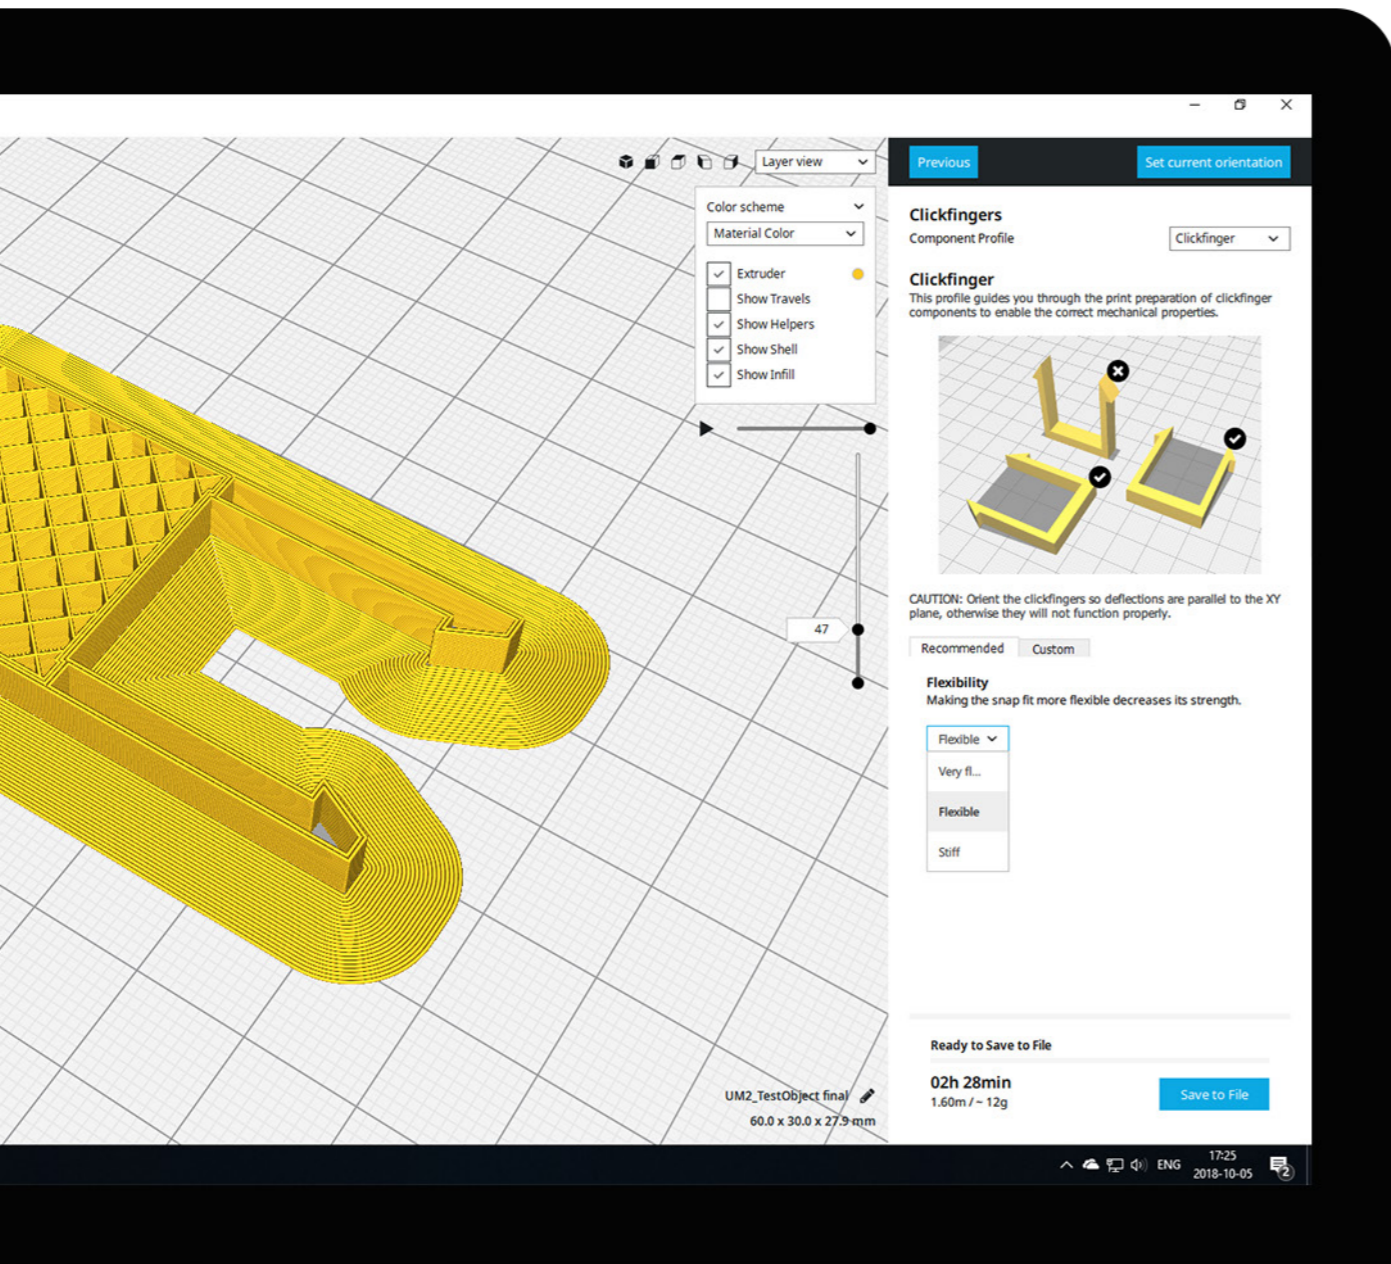 Layer view
Previous
Set current orientation
Color scheme
Material Color
Extruder
Show Travels
Show Helpers
Show Shell
Show Infill
47
UM2_TestObject final
60.0 x 30.0 x 27.9 mm
Clickfingers
Component Profile
Clickfinger
Clickfinger
This profile guides you through the print preparation of clickfinger
components to enable the correct mechanical properties.
CAUTION: Orient the clickfingers so deflections are parallel to the XY
plane, otherwise they will not function properly.
Recommended
Custom
Flexibility
Making the snap fit more flexible decreases its strength.
Flexible
Very fl...
Flexible
Stiff
Ready to Save to File
02h 28min
1.60m / ~ 12g
Save to File
ENG
17:25
2018-10-05
2